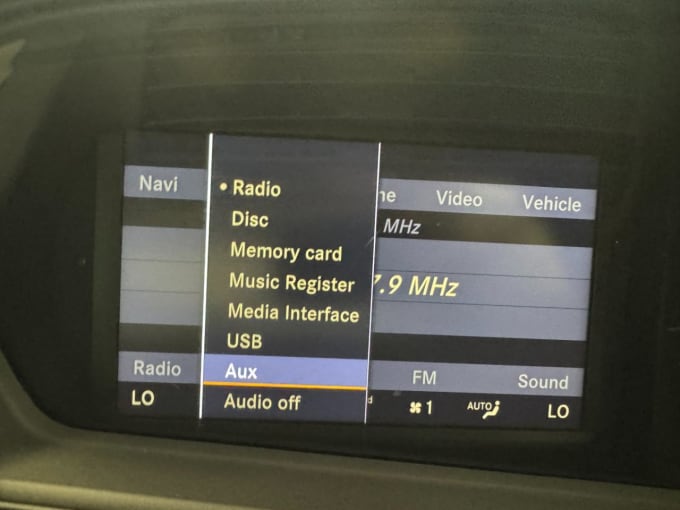 Navi
ne Video Vehicle
• Radio
Disc
Memory card
Music Register
Media Interface
USB
Aux
Audio off
MHz
.9 MHz
Radio FM Sound
LO 1 AUTO LO